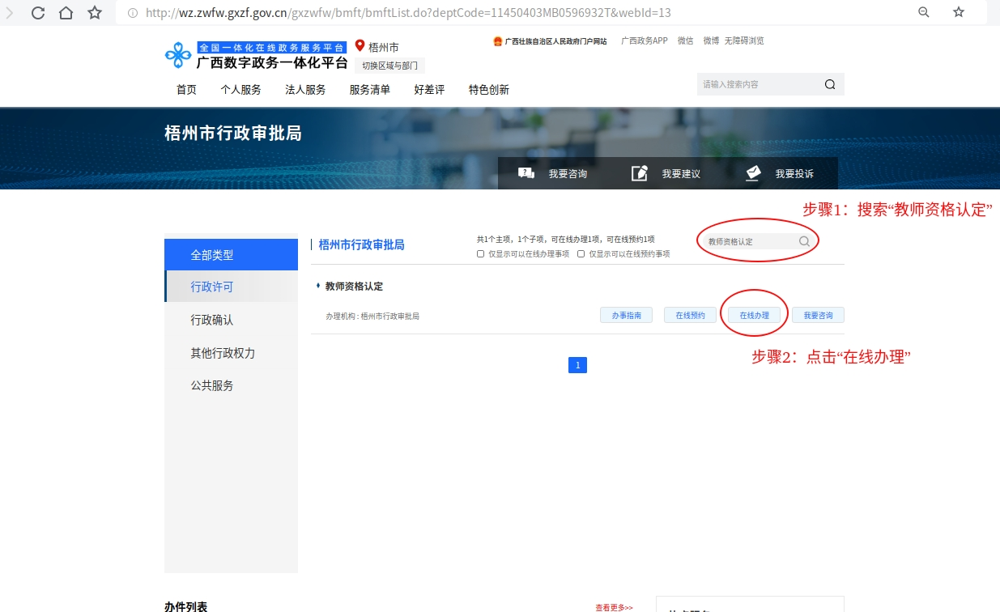 http://wz.zwfw.gxzf.gov.cn/gxzwfw/bmft/bmftList.do?deptCode=11450403MB0596932T&webId=13
全国一体化在线政务服务平台
广西数字政务一体化平台
梧州市
切换区域与部门
广西壮族自治区人民政府门户网站 广西政务APP 微信 微博 无障碍浏览
首页 个人服务 法人服务 服务清单 好差评 特色创新
请输入搜索内容
梧州市行政审批局
我要咨询 我要建议 我要投诉
步骤1：搜索“教师资格认定”
全部类型
行政许可
行政确认
其他行政权力
公共服务
梧州市行政审批局
共1个主项，1个子项，可在线办理1项，可在线预约1项
仅显示可以在线办理事项 仅显示可以在线预约事项
教师资格认定
教师资格认定
办理机构 : 梧州市行政审批局
办事指南 在线预约 在线办理 我要咨询
步骤2：点击“在线办理”
1
办件列表
查看更多>>